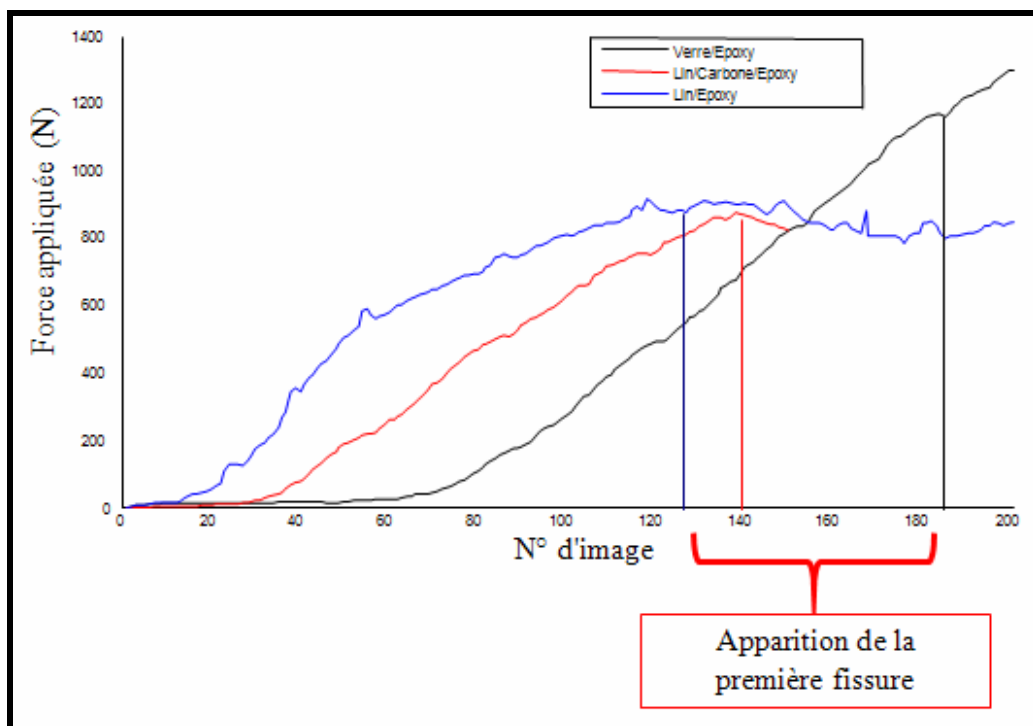 1400
1200
1000
800
600
400
200
0
Force appliquée (N)
Verre/Epoxy
Lin/Carbone/Epoxy
Lin/Epoxy
0 20 40 60 80 100 120 140 160 180 200
N° d'image
Apparition de la
première fissure